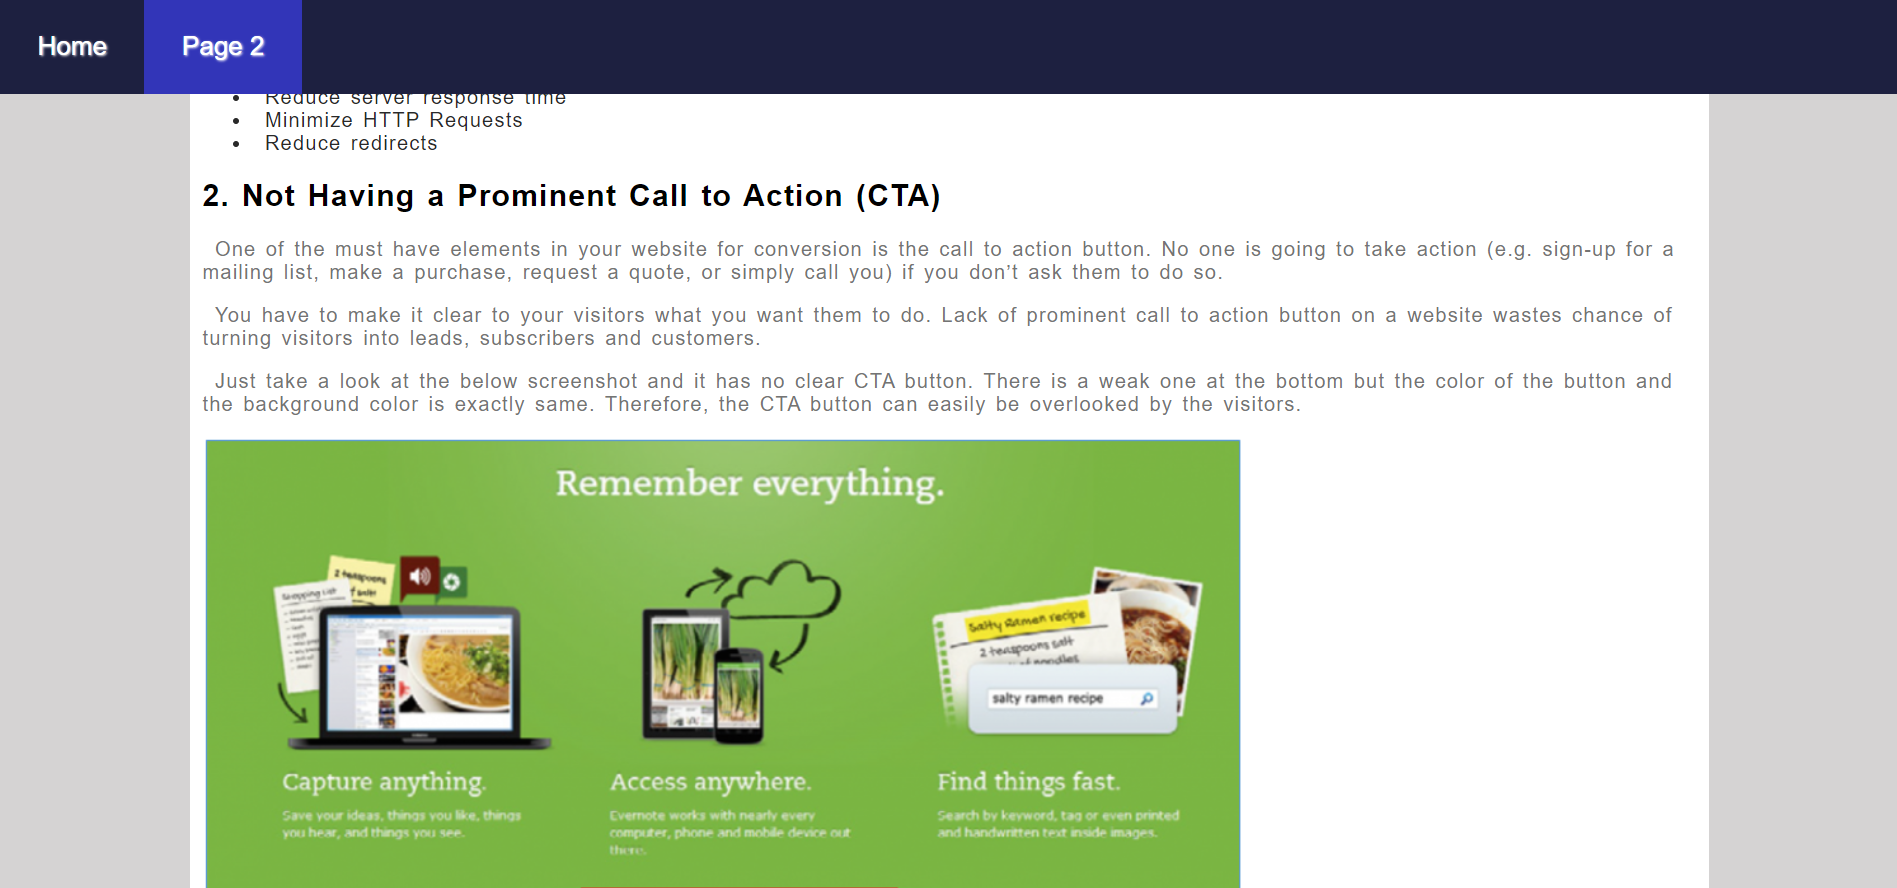 Home
Page 2
Reduce server response time
Minimize HTTP Requests
Reduce redirects
2. Not Having a Prominent Call to Action (CTA)
One of the must have elements in your website for conversion is the call to action button. No one is going to take action (e.g. sign-up for a
mailing list, make a purchase, request a quote, or simply call you) if you don’t ask them to do so.
You have to make it clear to your visitors what you want them to do. Lack of prominent call to action button on a website wastes chance of
turning visitors into leads, subscribers and customers.
Just take a look at the below screenshot and it has no clear CTA button. There is a weak one at the bottom but the color of the button and
the background color is exactly same. Therefore, the CTA button can easily be overlooked by the visitors.
Remember everything.
2 teaspoons
Shopping List
of salt
Salty Ramen recipe
2 teaspoons salt
of noodles
salty ramen recipe
Capture anything.
Save your ideas, things you like, things
you hear, and things you see.
Access anywhere.
Evernote works with nearly every
computer, phone and mobile device out
there.
Find things fast.
Search by keyword, tag or even printed
and handwritten text inside images.